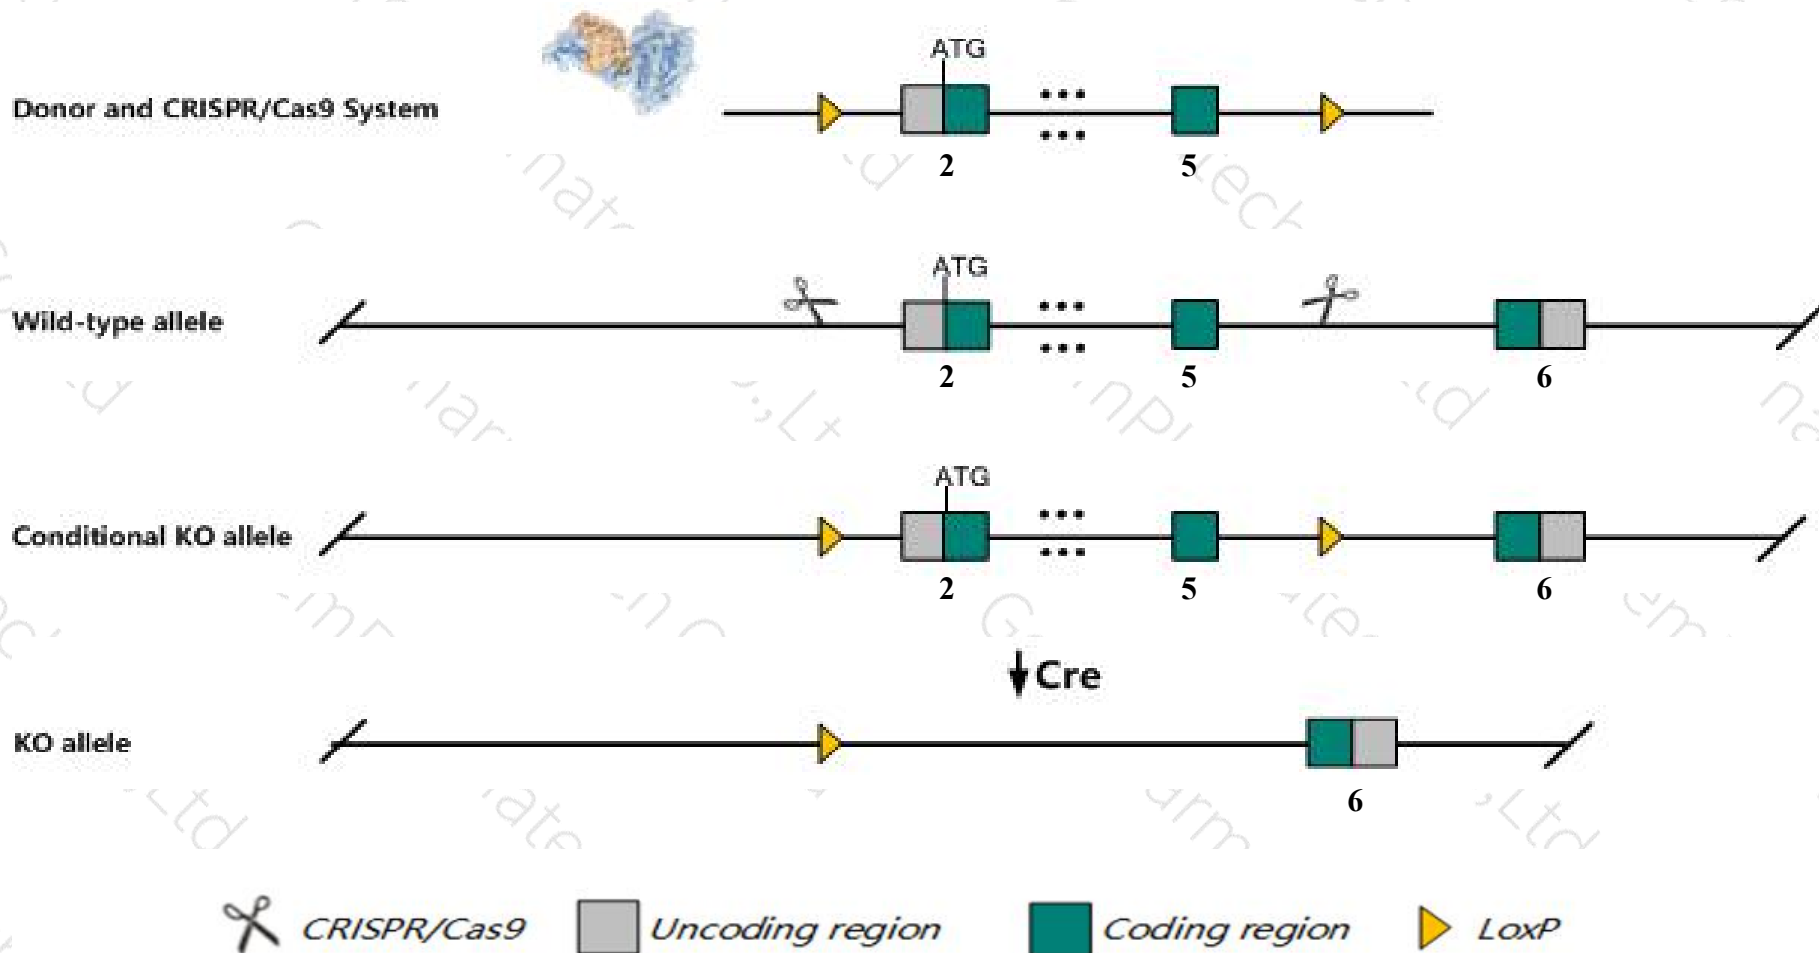 ATG
Donor and CRISPR/Cas9 System
2 5
ATG
Wild-type allele
2 5 6
ATG
Conditional KO allele
2 5 6
Cre
KO allele
6
CRISPR/Cas9 Uncoding region Coding region LoxP